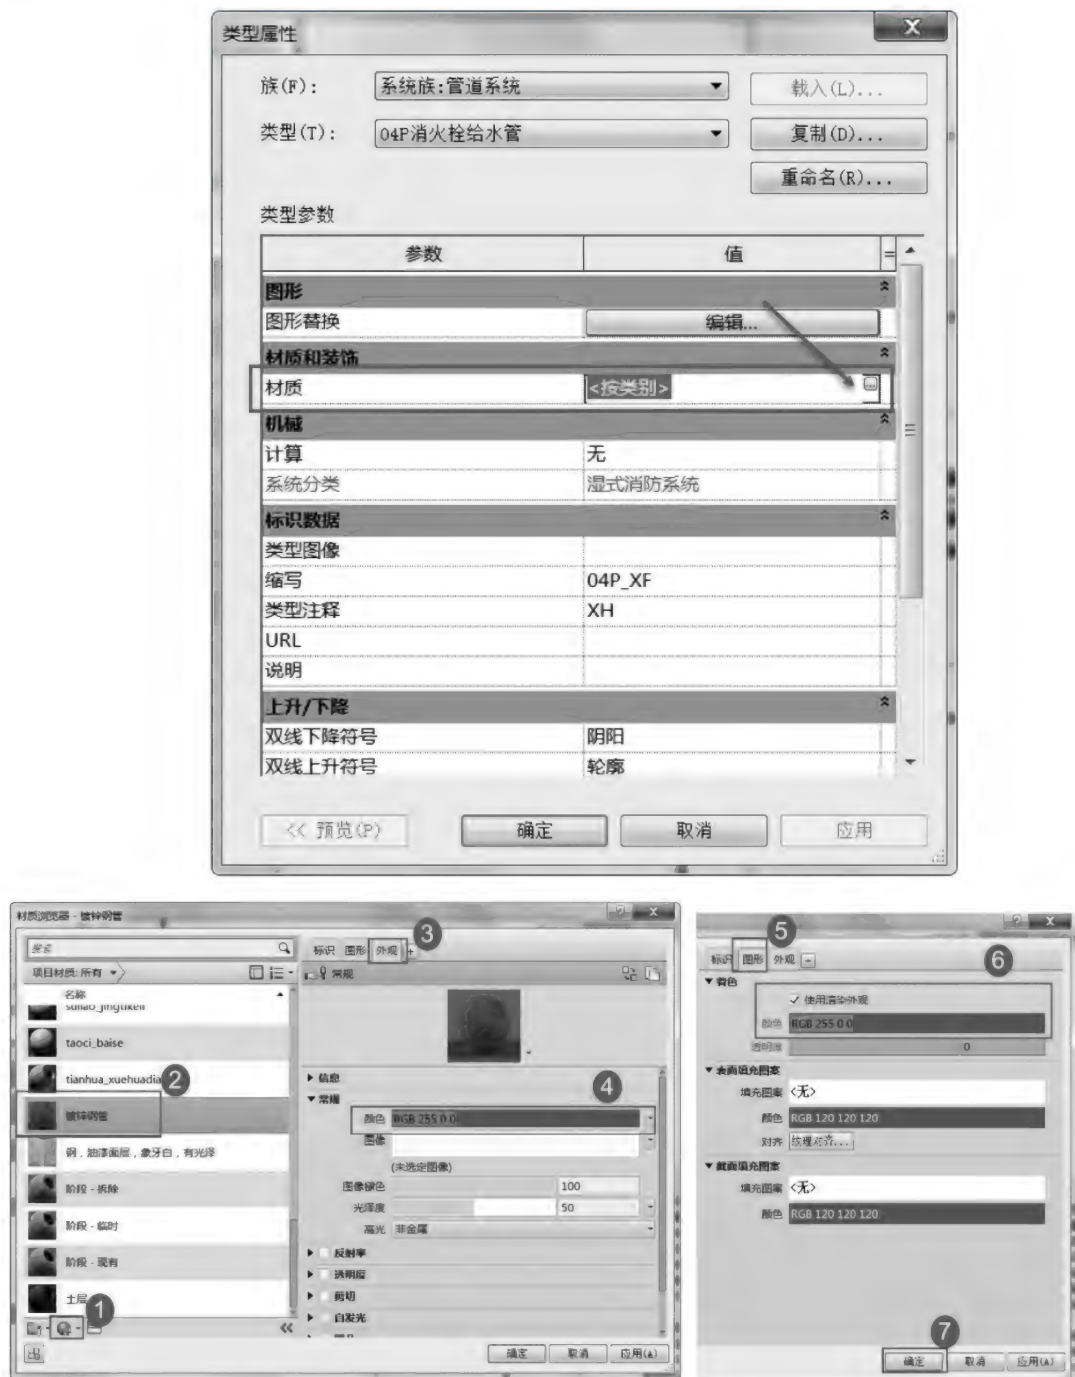 类型属性
族(F): 系统族:管道系统 载入(L)...
类型(T): 04P消火栓给水管 复制(D)...
重命名(R)...
类型参数
参数 值 =
图形
图形替换 编辑...
材质和装饰
材质 <按类别> ...
机械
计算 无
系统分类 湿式消防系统
标识数据
类型图像
缩写 04P_XF
类型注释 XH
URL
说明
上升/下降
双线下降符号 阴阳
双线上升符号 轮廓
<< 预览(P) 确定 取消 应用
材质浏览器 - 镀锌钢管
搜索
项目材质: 所有
名称
taoci_baise
tianhua_xuehuadia
2
镀锌钢管
钢，油漆面层，象牙白，有光泽
阶段 - 拆除
阶段 - 临时
阶段 - 现有
土层
1
3
标识 图形 外观 +
常规
信息
常规
4
颜色 RGB 255 0 0
图像
(未选定图像)
图像褪色 100
光泽度 50
高光 非金属
反射率
透明度
剪切
自发光
确定 取消 应用(A)
5
标识 图形 外观 +
6
着色
使用渲染外观
颜色 RGB 255 0 0
透明度 0
表面填充图案
填充图案 <无>
颜色 RGB 120 120 120
对齐 纹理对齐...
截面填充图案
填充图案 <无>
颜色 RGB 120 120 120
7
确定 取消 应用(A)